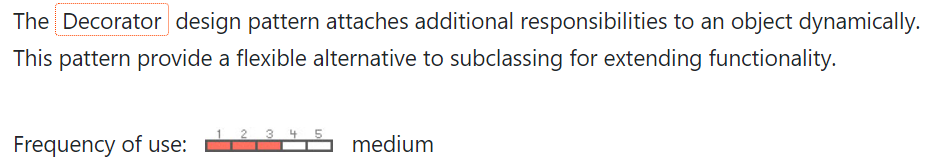 The Decorator design pattern attaches additional responsibilities to an object dynamically.
This pattern provide a flexible alternative to subclassing for extending functionality.
Frequency of use: 1 2 3 4 5 medium